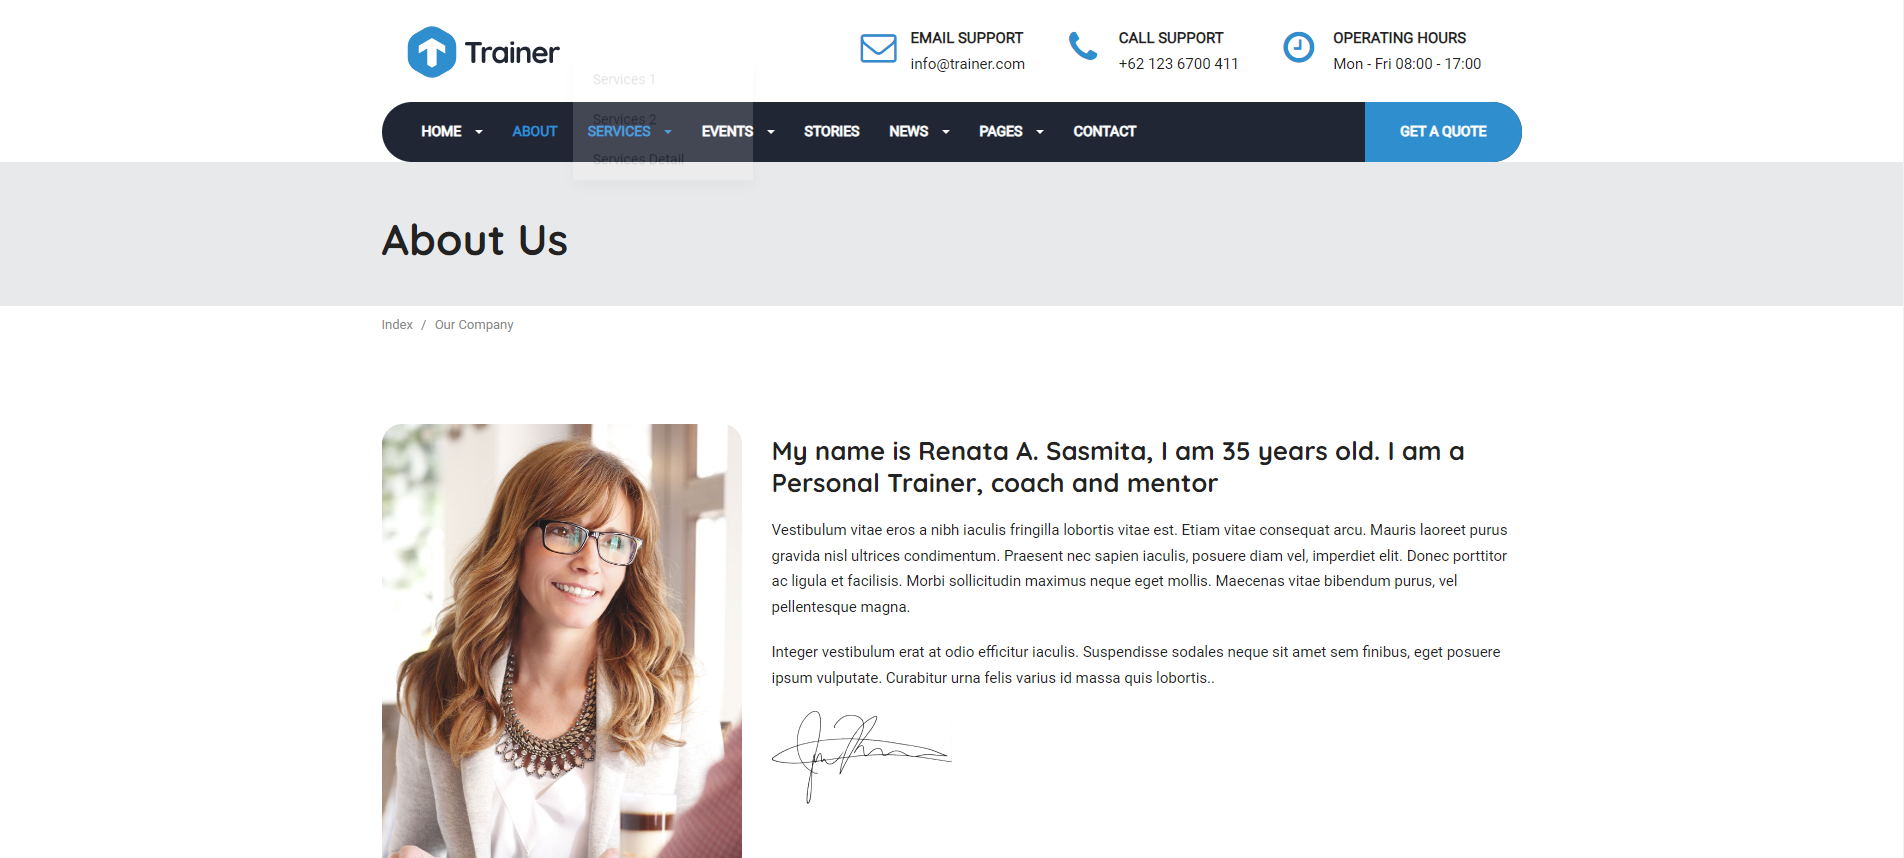 Trainer
EMAIL SUPPORT
info@trainer.com
CALL SUPPORT
+62 123 6700 411
OPERATING HOURS
Mon - Fri 08:00 - 17:00
Services 1
Services 2
Services Detail
HOME
ABOUT
SERVICES
EVENTS
STORIES
NEWS
PAGES
CONTACT
GET A QUOTE
About Us
Index / Our Company
My name is Renata A. Sasmita, I am 35 years old. I am a
Personal Trainer, coach and mentor
Vestibulum vitae eros a nibh iaculis fringilla lobortis vitae est. Etiam vitae consequat arcu. Mauris laoreet purus
gravida nisl ultrices condimentum. Praesent nec sapien iaculis, posuere diam vel, imperdiet elit. Donec porttitor
ac ligula et facilisis. Morbi sollicitudin maximus neque eget mollis. Maecenas vitae bibendum purus, vel
pellentesque magna.
Integer vestibulum erat at odio efficitur iaculis. Suspendisse sodales neque sit amet sem finibus, eget posuere
ipsum vulputate. Curabitur urna felis varius id massa quis lobortis..